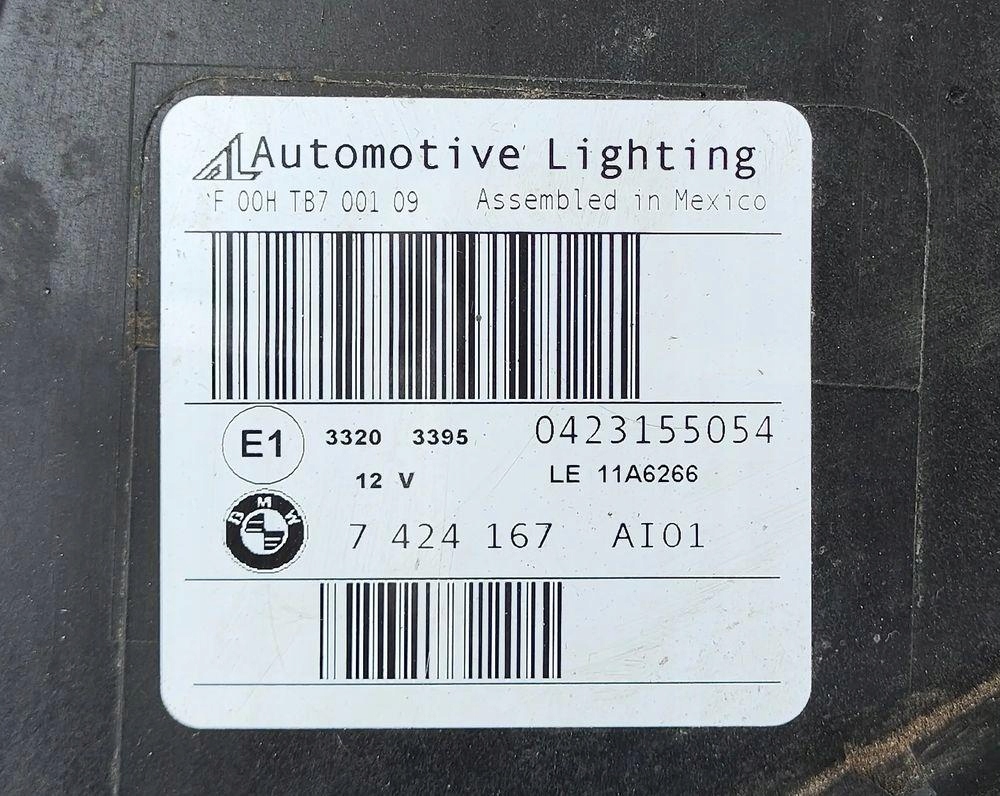 AL Automotive Lighting
F 00H TB7 001 09 Assembled in Mexico
E1 3320 3395 0423155054
12 V LE 11A6266
BMW 7 424 167 AI01